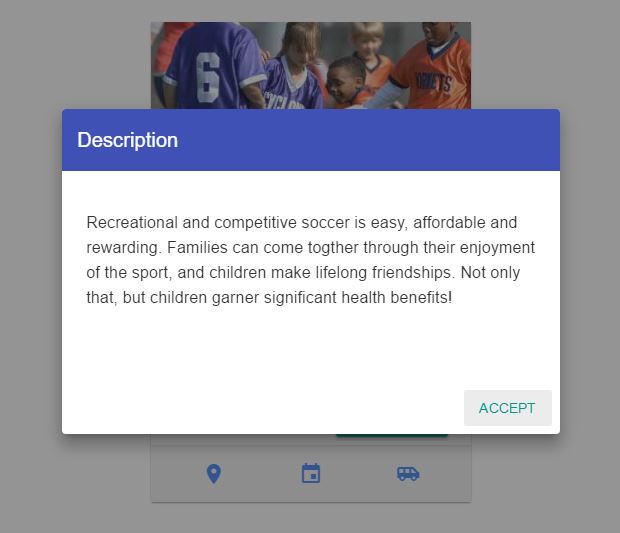 6
Description
Recreational and competitive soccer is easy, affordable and
rewarding. Families can come togther through their enjoyment
of the sport, and children make lifelong friendships. Not only
that, but children garner significant health benefits!
ACCEPT